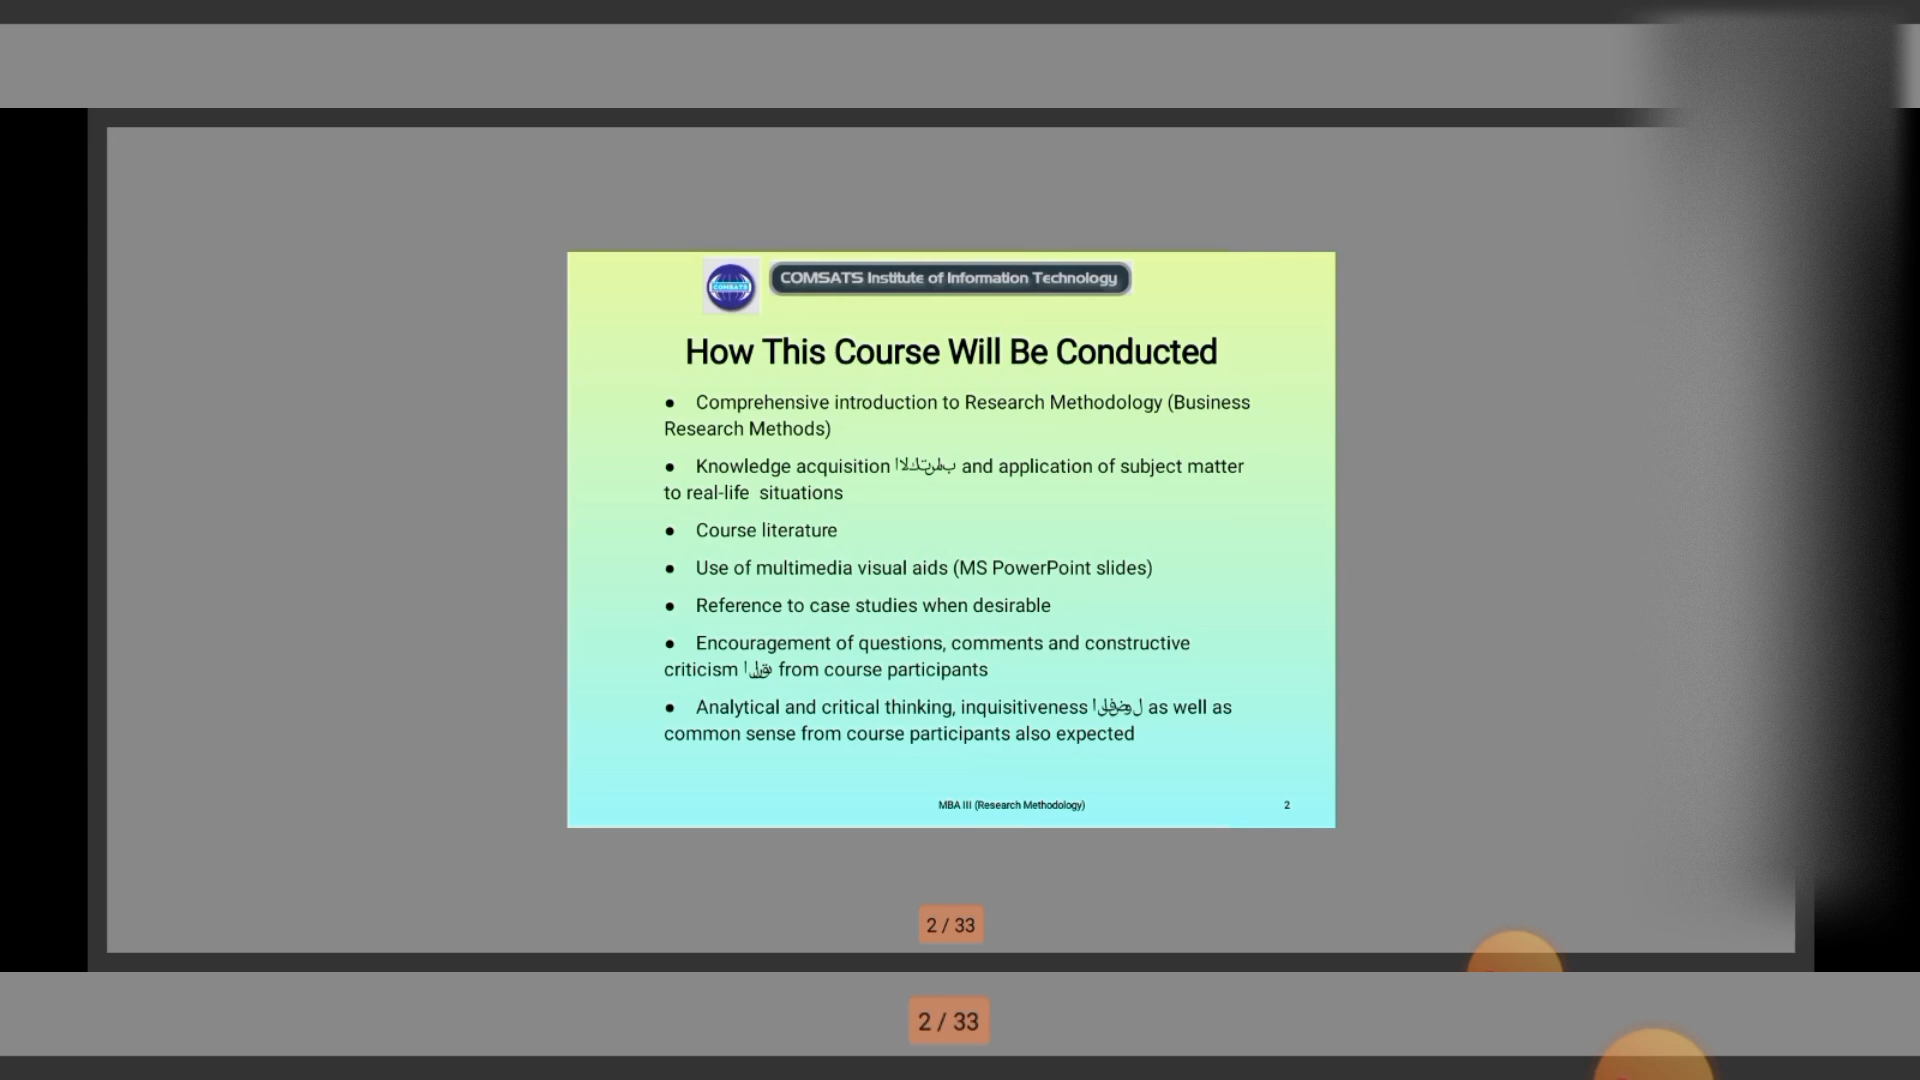 COMSATS
COMSATS Institute of Information Technology
How This Course Will Be Conducted
● Comprehensive introduction to Research Methodology (Business
Research Methods)
● Knowledge acquisition and application of subject matter
to real-life situations
● Course literature
● Use of multimedia visual aids (MS PowerPoint slides)
● Reference to case studies when desirable
● Encouragement of questions, comments and constructive
criticism from course participants
● Analytical and critical thinking, inquisitiveness as well as
common sense from course participants also expected
MBA III (Research Methodology) 2
2 / 33
2 / 33